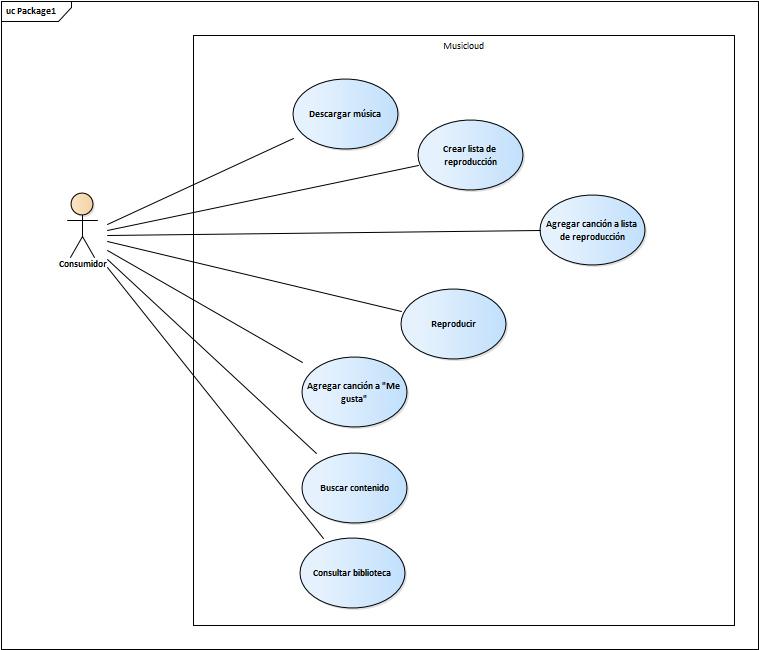 uc Package1
Musicloud
Descargar música
Crear lista de
reproducción
Agregar canción a lista
de reproducción
Consumidor
Reproducir
Agregar canción a "Me
gusta"
Buscar contenido
Consultar biblioteca